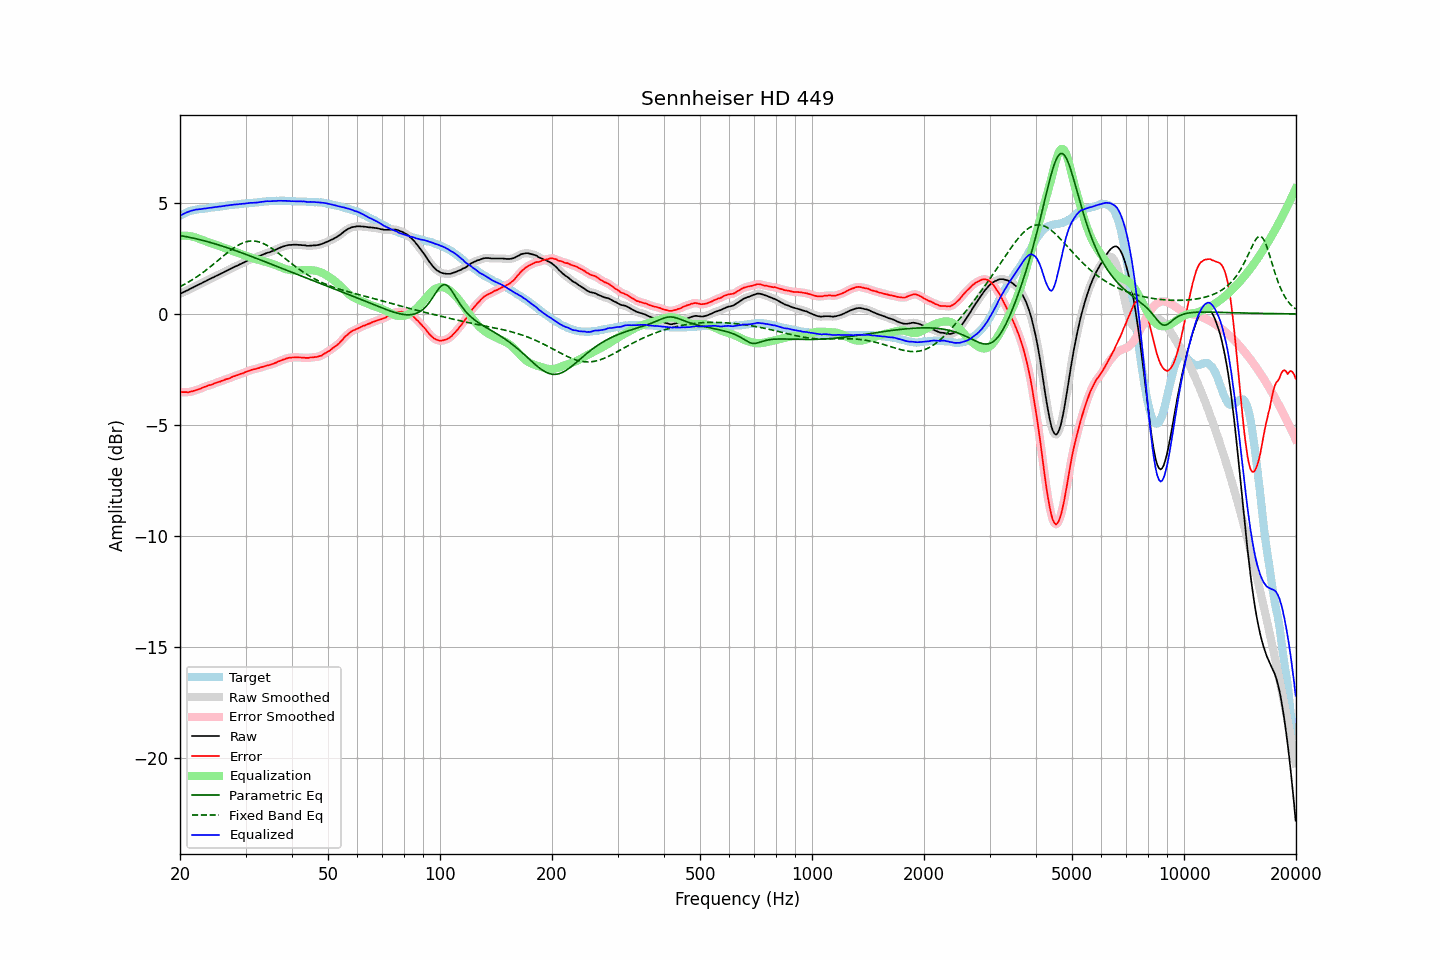 Sennheiser HD 449
Amplitude (dBr)
5
0
−5
−10
−15
−20
Target
Raw Smoothed
Error Smoothed
Raw
Error
Equalization
Parametric Eq
Fixed Band Eq
Equalized
20 50 100 200 500 1000 2000 5000 10000 20000
Frequency (Hz)